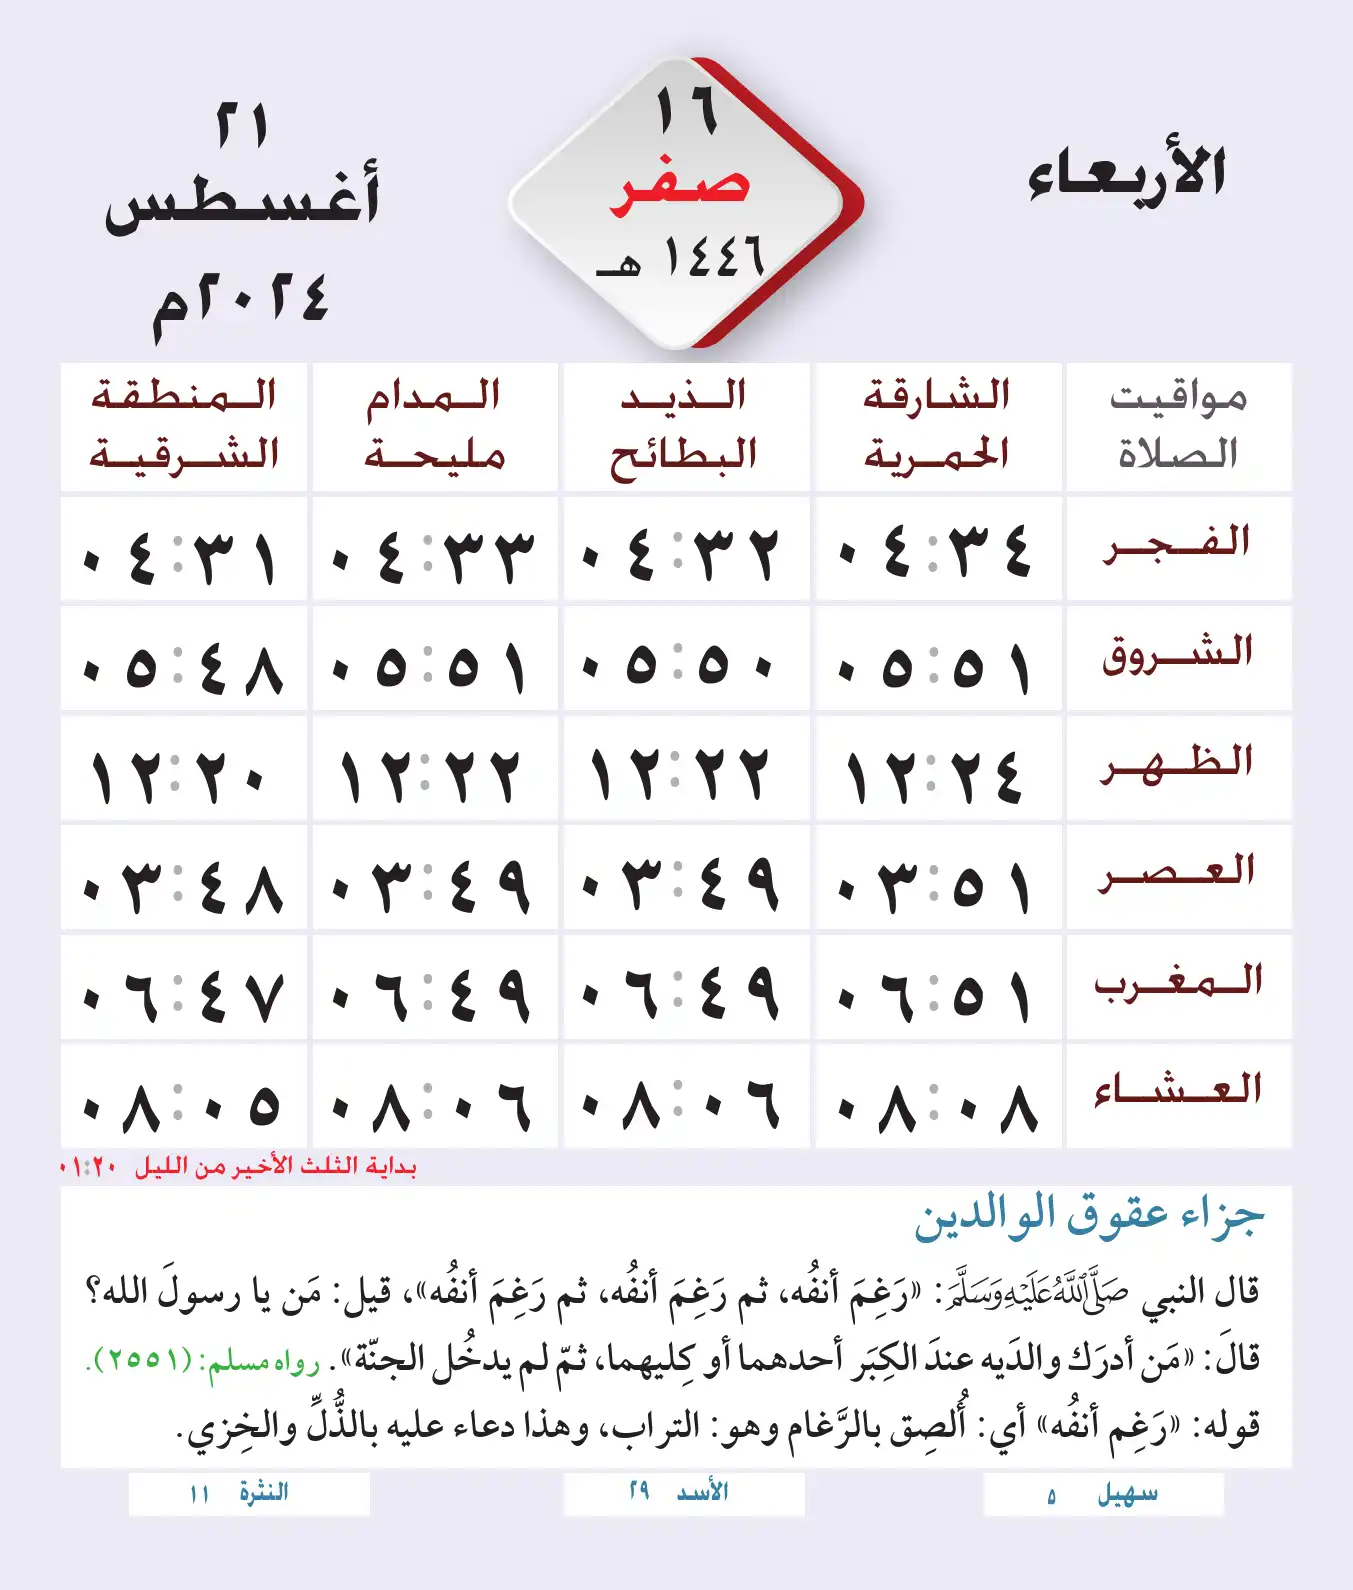 الأربعاء
١٦
صفر
١٤٤٦ هـ
٢١
أغسطس
٢٠٢٤م
مواقيت الصلاة	الشارقة الحمرية	الذيد البطائح	المدام مليحة	المنطقة الشرقية
الفجر	٠٤:٣٤	٠٤:٣٢	٠٤:٣٣	٠٤:٣١
الشروق	٠٥:٥١	٠٥:٥٠	٠٥:٥١	٠٥:٤٨
الظهر	١٢:٢٤	١٢:٢٢	١٢:٢٢	١٢:٢٠
العصر	٠٣:٥١	٠٣:٤٩	٠٣:٤٩	٠٣:٤٨
المغرب	٠٦:٥١	٠٦:٤٩	٠٦:٤٩	٠٦:٤٧
العشاء	٠٨:٠٨	٠٨:٠٦	٠٨:٠٦	٠٨:٠٥
بداية الثلث الأخير من الليل ٠١:٢٠
جزاء عقوق الوالدين
قال النبي صَلَّى اللَّهُ عَلَيْهِ وَسَلَّمَ: «رَغِمَ أنفُه، ثم رَغِمَ أنفُه، ثم رَغِمَ أنفُه»، قيل: مَن يا رسولَ الله؟
قالَ: «مَن أدرَك والدَيه عندَ الكِبَر أحدهما أو كِليهما، ثمّ لم يدخُل الجنّة». رواه مسلم: (٢٥٥١).
قوله: «رَغِم أنفُه» أي: أُلصِق بالرَّغام وهو: التراب، وهذا دعاء عليه بالذُّلِّ والخِزي.
سهيل ٥	الأسد ٢٩	النثرة ١١